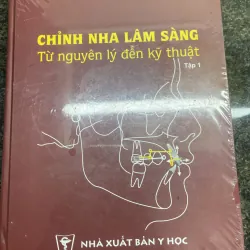 CHỈNH NHA LÂM SÀNG
Từ nguyên lý đến kỹ thuật
Tập 1
NHÀ XUẤT BẢN Y HỌC